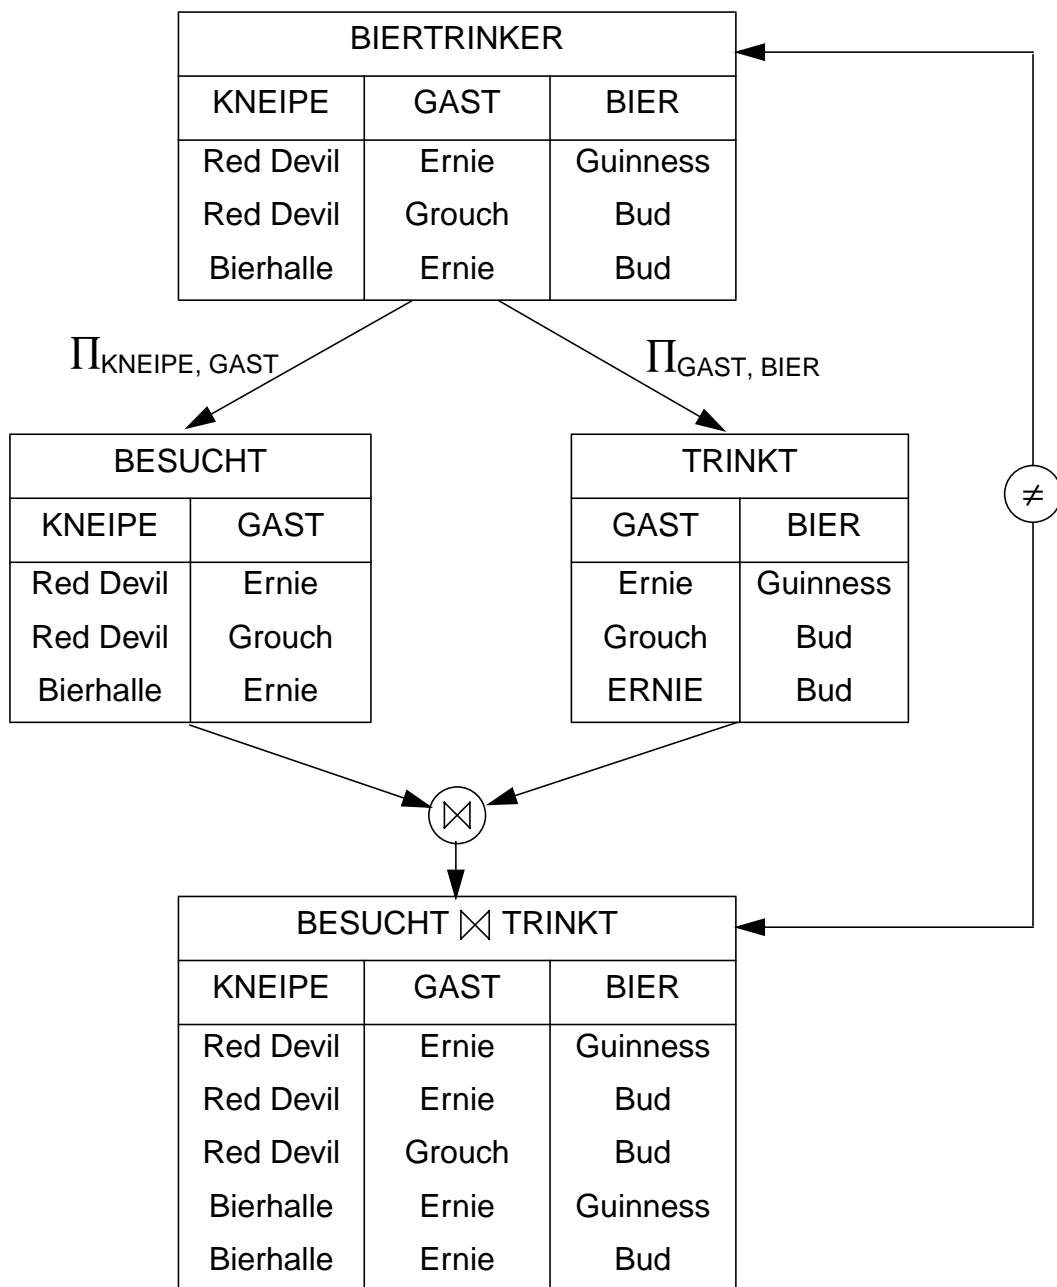 BIERTRINKER
KNEIPE GAST BIER
Red Devil Ernie Guinness
Red Devil Grouch Bud
Bierhalle Ernie Bud
ΠKNEIPE, GAST
ΠGAST, BIER
BESUCHT
KNEIPE GAST
Red Devil Ernie
Red Devil Grouch
Bierhalle Ernie
TRINKT
GAST BIER
Ernie Guinness
Grouch Bud
ERNIE Bud
≠
⋈
BESUCHT ⋈ TRINKT
KNEIPE GAST BIER
Red Devil Ernie Guinness
Red Devil Ernie Bud
Red Devil Grouch Bud
Bierhalle Ernie Guinness
Bierhalle Ernie Bud